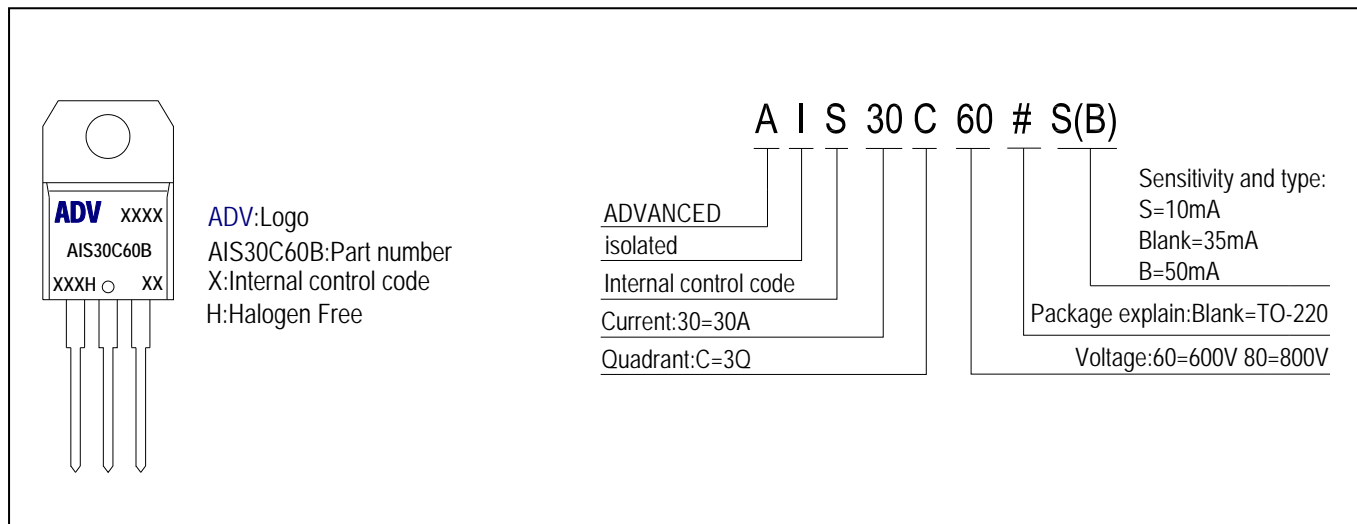 ADV XXXX
AIS30C60B
XXXH XX
ADV:Logo
AIS30C60B:Part number
X:Internal control code
H:Halogen Free
A I S 30 C 60 # S(B)
ADVANCED
isolated
Internal control code
Current:30=30A
Quadrant:C=3Q
Sensitivity and type:
S=10mA
Blank=35mA
B=50mA
Package explain:Blank=TO-220
Voltage:60=600V 80=800V